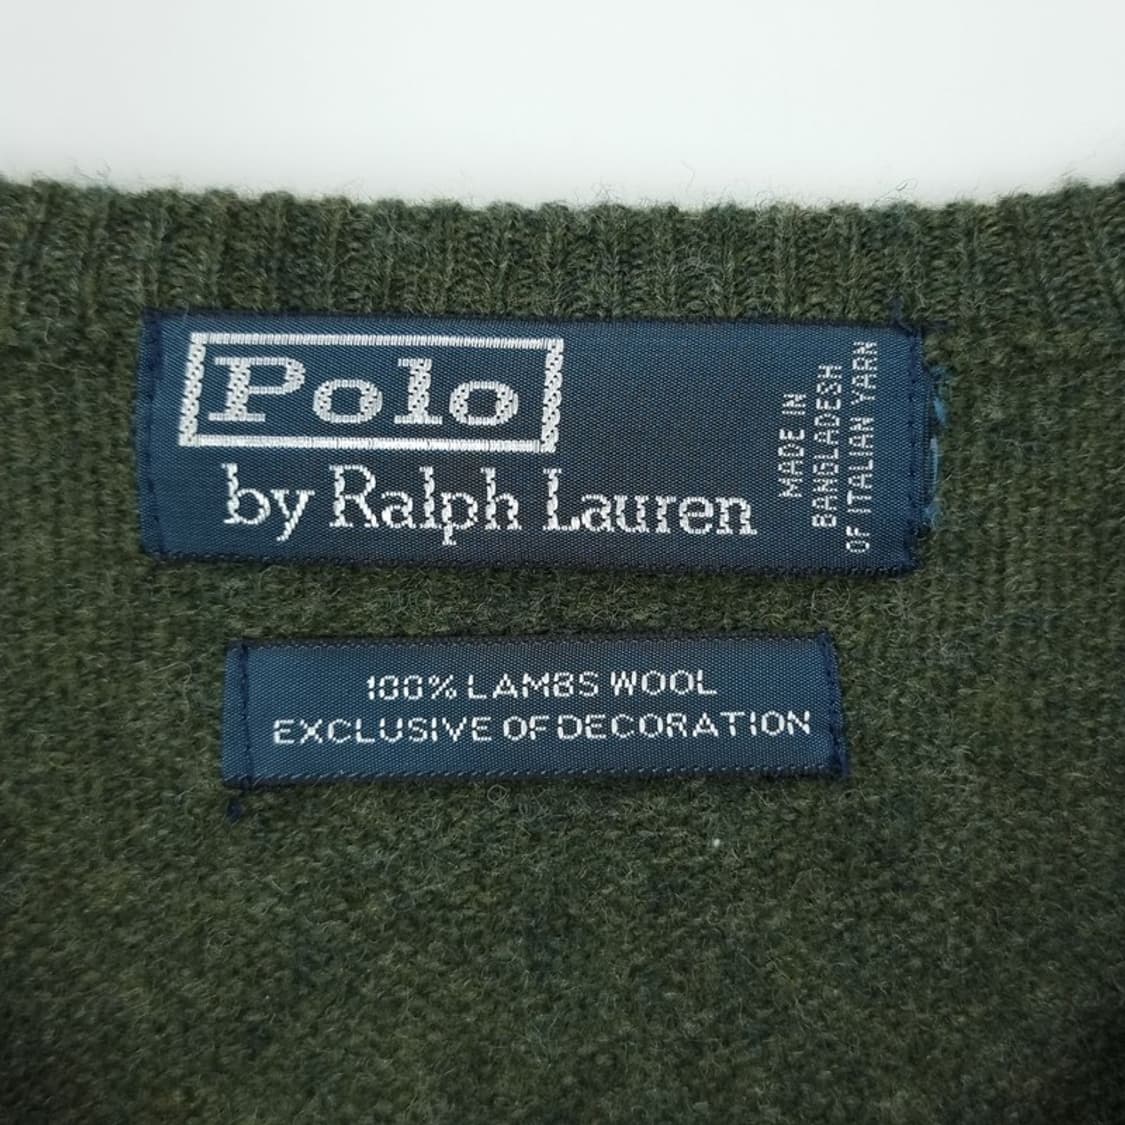 Polo
by Ralph Lauren
MADE IN
BANGLADESH
OF ITALIAN YARN
100% LAMBS WOOL
EXCLUSIVE OF DECORATION